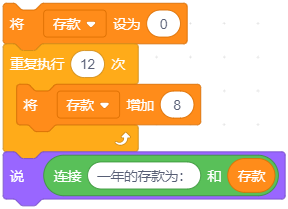 将 存款 设为 0
重复执行 12 次
将 存款 增加 8
说 连接 一年的存款为： 和 存款